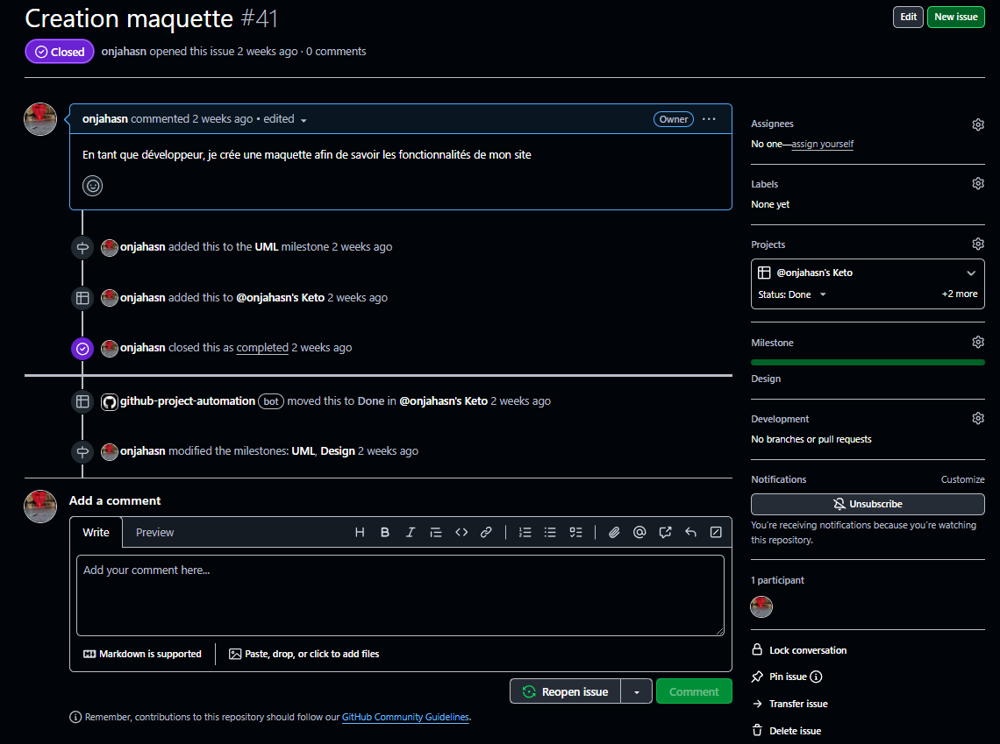 Creation maquette #41
Edit
New issue
Closed
onjahasn opened this issue 2 weeks ago · 0 comments
onjahasn commented 2 weeks ago • edited
Owner
En tant que développeur, je crée une maquette afin de savoir les fonctionnalités de mon site
onjahasn added this to the UML milestone 2 weeks ago
onjahasn added this to @onjahasn's Keto 2 weeks ago
onjahasn closed this as completed 2 weeks ago
github-project-automation bot moved this to Done in @onjahasn's Keto 2 weeks ago
onjahasn modified the milestones: UML, Design 2 weeks ago
Add a comment
Write
Preview
Add your comment here...
Markdown is supported
Paste, drop, or click to add files
Reopen issue
Comment
Remember, contributions to this repository should follow our GitHub Community Guidelines.
Assignees
No one—assign yourself
Labels
None yet
Projects
@onjahasn's Keto
Status: Done
+2 more
Milestone
Design
Development
No branches or pull requests
Notifications
Customize
Unsubscribe
You're receiving notifications because you're watching
this repository.
1 participant
Lock conversation
Pin issue
Transfer issue
Delete issue